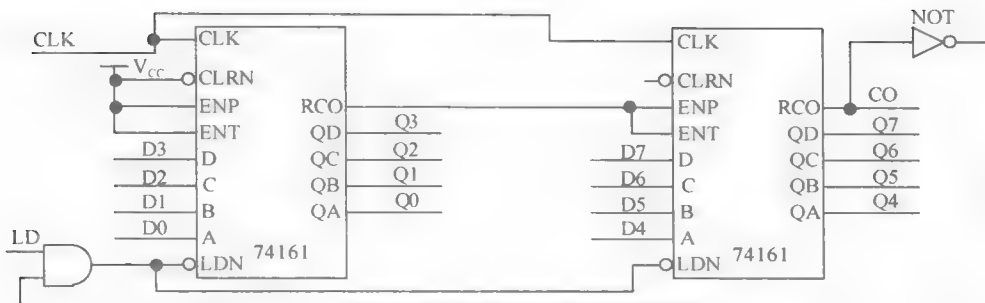 NOT
CLK
CLK
CLK
V_CC
CLRN
CLRN
ENP
RCO
ENP
RCO
CO
ENT
QD
Q3
ENT
QD
Q7
D3
D
QC
Q2
D7
D
QC
Q6
D2
C
QB
Q1
D6
C
QB
Q5
D1
B
QA
Q0
D5
B
QA
Q4
D0
A
D4
A
LD
74161
74161
LDN
LDN